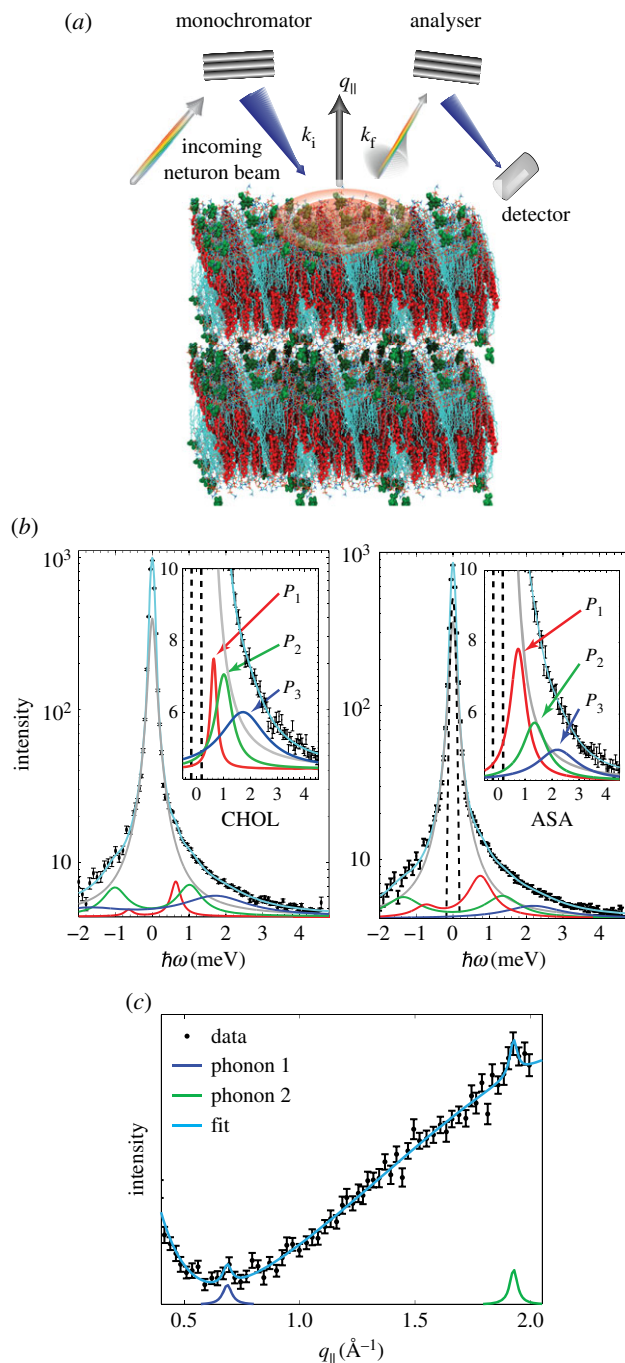 (a)
monochromator
analyser
q||
ki
kf
incoming
neturon beam
detector
(b)
10³
10²
10
intensity
10
8
6
P1
P2
P3
0 1 2 3 4
CHOL
−2 −1 0 1 2 3 4
ħω (meV)
10³
10²
10
10
8
6
P1
P2
P3
0 1 2 3 4
ASA
−2 −1 0 1 2 3 4
ħω (meV)
(c)
data
phonon 1
phonon 2
fit
intensity
0.5 1.0 1.5 2.0
q|| (Å⁻¹)